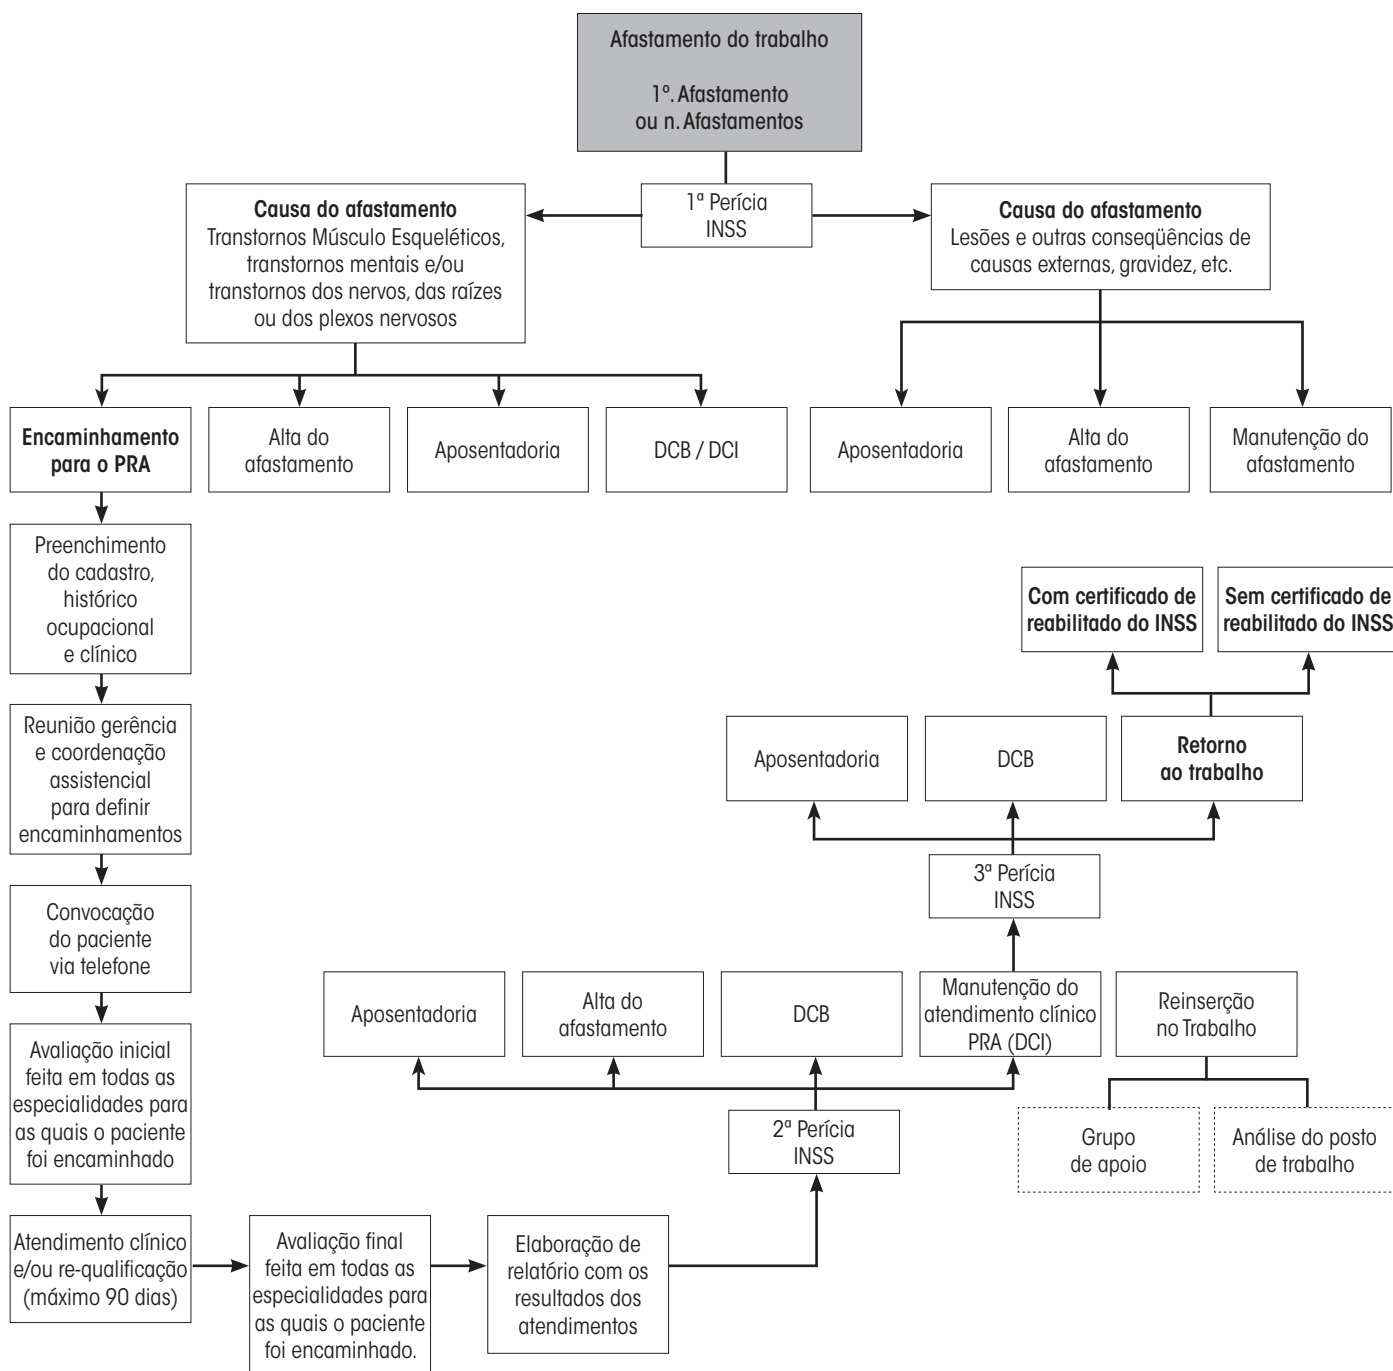 Afastamento do trabalho
1º. Afastamento
ou n. Afastamentos
1ª Perícia
INSS
Causa do afastamento
Transtornos Músculo Esqueléticos,
transtornos mentais e/ou
transtornos dos nervos, das raízes
ou dos plexos nervosos
Causa do afastamento
Lesões e outras conseqüências de
causas externas, gravidez, etc.
Encaminhamento
para o PRA
Alta do
afastamento
Aposentadoria
DCB / DCI
Aposentadoria
Alta do
afastamento
Manutenção do
afastamento
Preenchimento
do cadastro,
histórico
ocupacional
e clínico
Reunião gerência
e coordenação
assistencial
para definir
encaminhamentos
Convocação
do paciente
via telefone
Avaliação inicial
feita em todas as
especialidades para
as quais o paciente
foi encaminhado
Atendimento clínico
e/ou re-qualificação
(máximo 90 dias)
Avaliação final
feita em todas as
especialidades para
as quais o paciente
foi encaminhado.
Elaboração de
relatório com os
resultados dos
atendimentos
2ª Perícia
INSS
Aposentadoria
Alta do
afastamento
DCB
Manutenção do
atendimento clínico
PRA (DCI)
3ª Perícia
INSS
Aposentadoria
DCB
Retorno
ao trabalho
Com certificado de
reabilitado do INSS
Sem certificado de
reabilitado do INSS
Reinserção
no Trabalho
Grupo
de apoio
Análise do posto
de trabalho